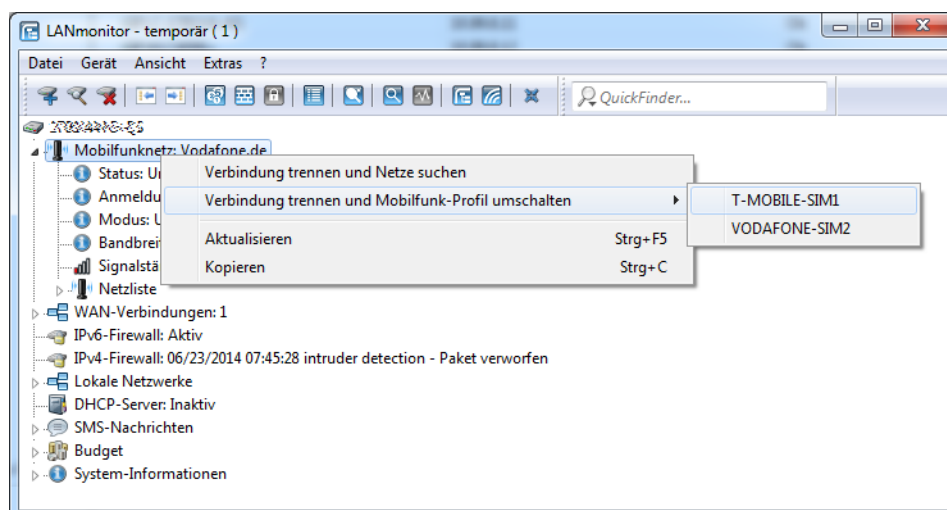 LANmonitor - temporär ( 1 )
Datei Gerät Ansicht Extras ?
QuickFinder...
Mobilfunknetz: Vodafone.de
Status: U
Verbindung trennen und Netze suchen
Anmeldu
Verbindung trennen und Mobilfunk-Profil umschalten
T-MOBILE-SIM1
Modus: U
VODAFONE-SIM2
Bandbrei
Aktualisieren Strg+F5
Signalstä
Kopieren Strg+C
Netzliste
WAN-Verbindungen: 1
IPv6-Firewall: Aktiv
IPv4-Firewall: 06/23/2014 07:45:28 intruder detection - Paket verworfen
Lokale Netzwerke
DHCP-Server: Inaktiv
SMS-Nachrichten
Budget
System-Informationen